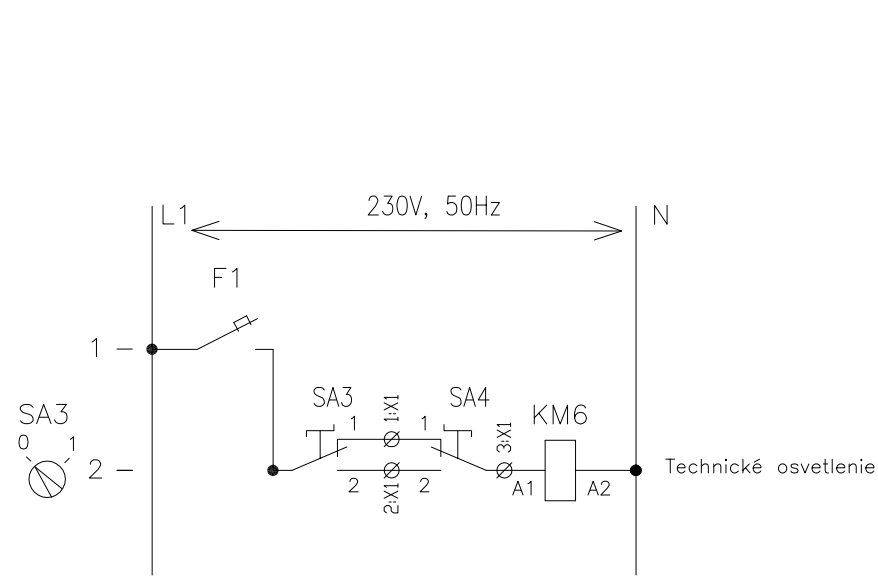 230V, 50Hz
L1
N
F1
1
SA3
SA4
1:X1
KM6
SA3
1
1
3:X1
0
1
2
Technické osvetlenie
2
2
A1
A2
2:X1